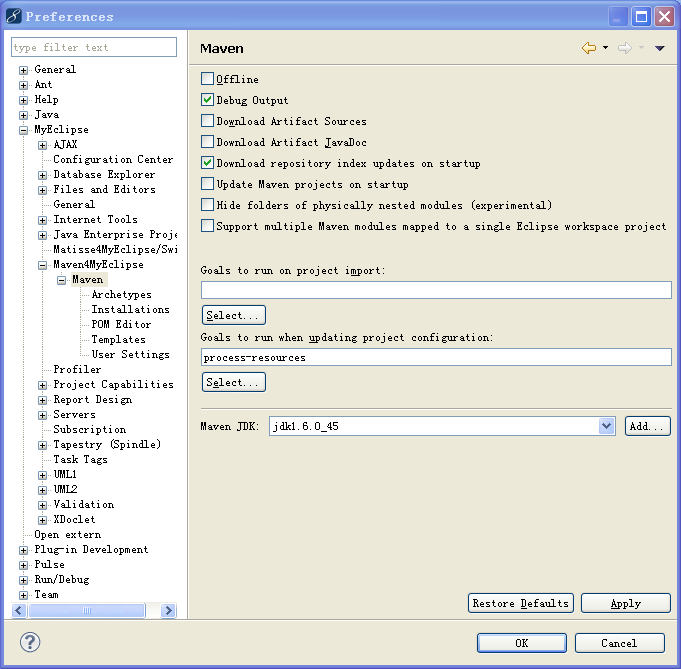 Preferences
type filter text
General
Ant
Help
Java
MyEclipse
AJAX
Configuration Center
Database Explorer
Files and Editors
General
Internet Tools
Java Enterprise Proje
Matisse4MyEclipse/Swi
Maven4MyEclipse
Maven
Archetypes
Installations
POM Editor
Templates
User Settings
Profiler
Project Capabilities
Report Design
Servers
Subscription
Tapestry (Spindle)
Task Tags
UML1
UML2
Validation
XDoclet
Open extern
Plug-in Development
Pulse
Run/Debug
Team
Maven
Offline
Debug Output
Download Artifact Sources
Download Artifact JavaDoc
Download repository index updates on startup
Update Maven projects on startup
Hide folders of physically nested modules (experimental)
Support multiple Maven modules mapped to a single Eclipse workspace project
Goals to run on project import:
Select...
Goals to run when updating project configuration:
process-resources
Select...
Maven JDK: jdk1.6.0_45 Add...
Restore Defaults Apply
? OK Cancel